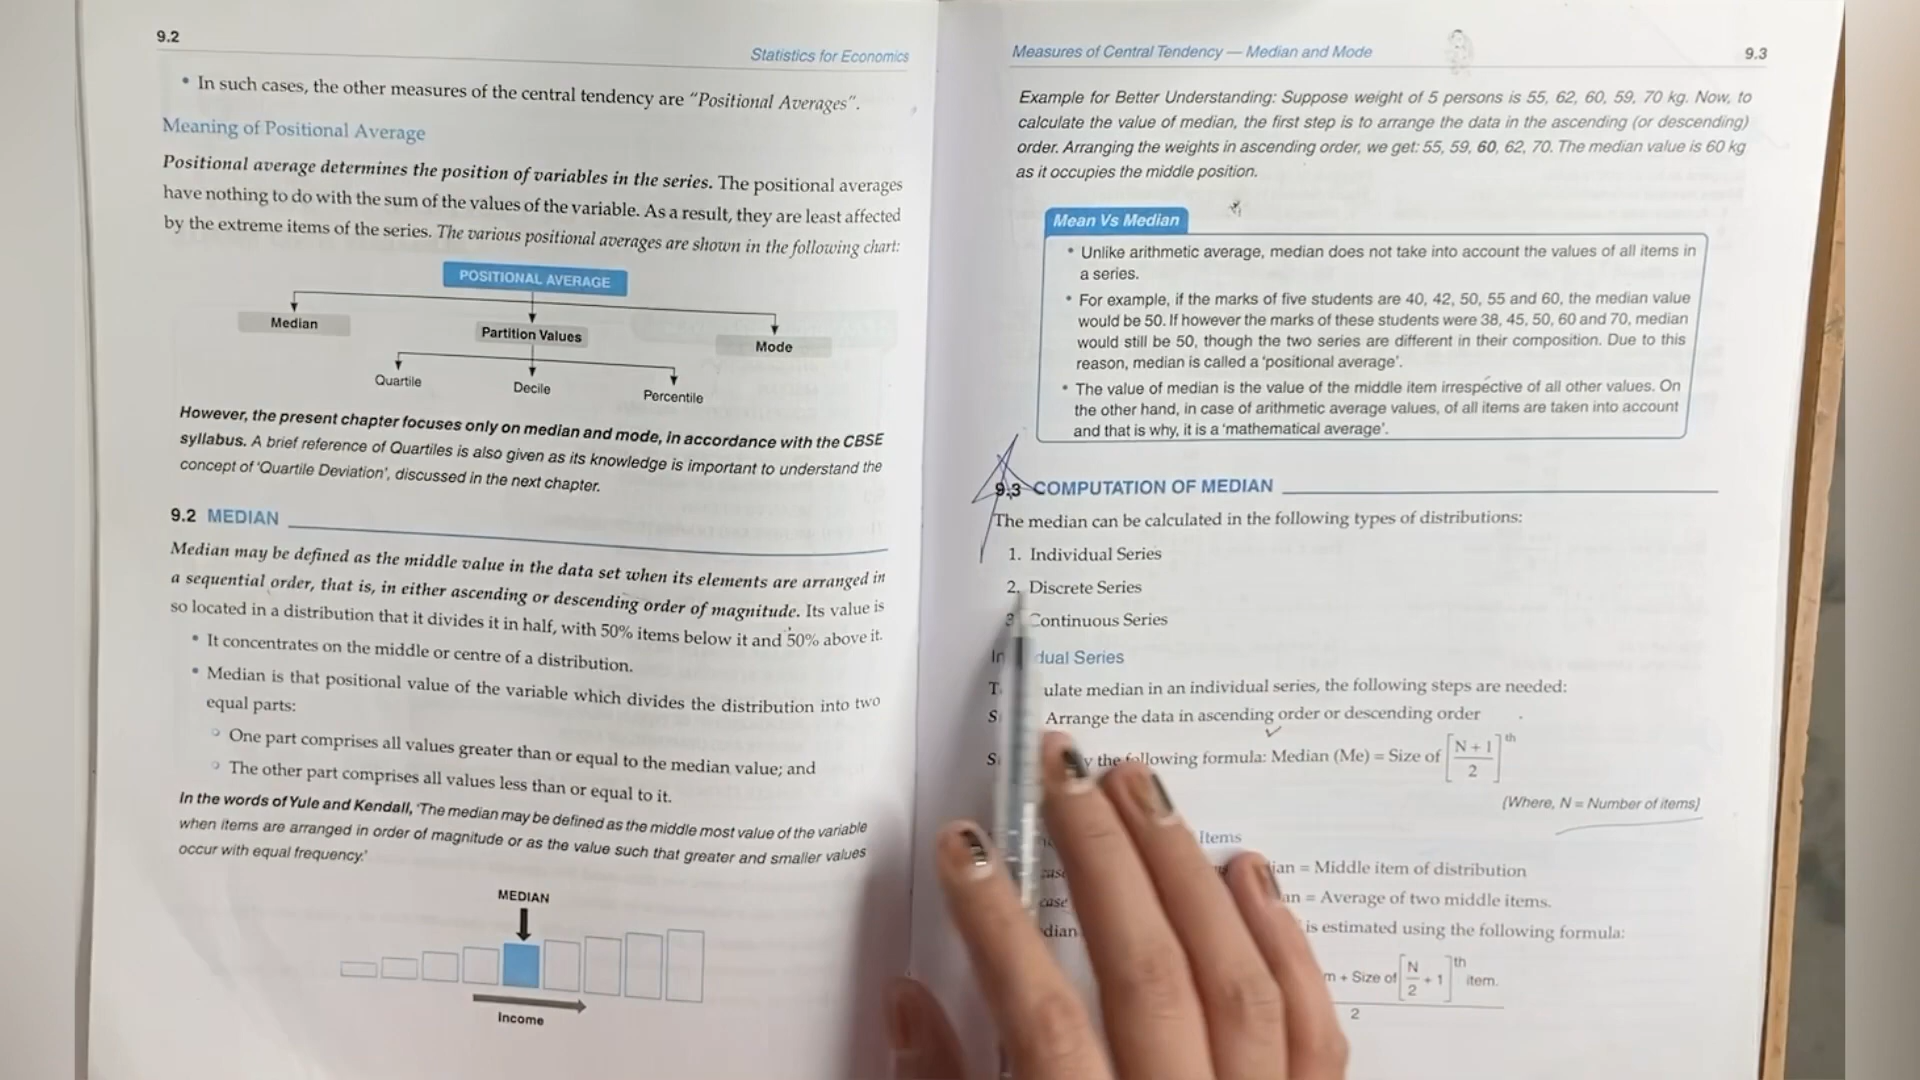 9.2
Statistics for Economics
• In such cases, the other measures of the central tendency are “Positional Averages”.
Meaning of Positional Average
Positional average determines the position of variables in the series. The positional averages
have nothing to do with the sum of the values of the variable. As a result, they are least affected
by the extreme items of the series. The various positional averages are shown in the following chart:
POSITIONAL AVERAGE
Median
Partition Values
Mode
Quartile
Decile
Percentile
However, the present chapter focuses only on median and mode, in accordance with the CBSE
syllabus. A brief reference of Quartiles is also given as its knowledge is important to understand the
concept of ‘Quartile Deviation’, discussed in the next chapter.
9.2 MEDIAN
Median may be defined as the middle value in the data set when its elements are arranged in
a sequential order, that is, in either ascending or descending order of magnitude. Its value is
so located in a distribution that it divides it in half, with 50% items below it and 50% above it.
• It concentrates on the middle or centre of a distribution.
• Median is that positional value of the variable which divides the distribution into two
equal parts:
◦ One part comprises all values greater than or equal to the median value; and
◦ The other part comprises all values less than or equal to it.
In the words of Yule and Kendall, ‘The median may be defined as the middle most value of the variable
when items are arranged in order of magnitude or as the value such that greater and smaller values
occur with equal frequency.’
MEDIAN
Income
Measures of Central Tendency — Median and Mode
9.3
Example for Better Understanding: Suppose weight of 5 persons is 55, 62, 60, 59, 70 kg. Now, to
calculate the value of median, the first step is to arrange the data in the ascending (or descending)
order. Arranging the weights in ascending order, we get: 55, 59, 60, 62, 70. The median value is 60 kg
as it occupies the middle position.
Mean Vs Median
• Unlike arithmetic average, median does not take into account the values of all items in
a series.
• For example, if the marks of five students are 40, 42, 50, 55 and 60, the median value
would be 50. If however the marks of these students were 38, 45, 50, 60 and 70, median
would still be 50, though the two series are different in their composition. Due to this
reason, median is called a ‘positional average’.
• The value of median is the value of the middle item irrespective of all other values. On
the other hand, in case of arithmetic average values, of all items are taken into account
and that is why, it is a ‘mathematical average’.
9.3 COMPUTATION OF MEDIAN
The median can be calculated in the following types of distributions:
1. Individual Series
2. Discrete Series
3 Continuous Series
dual Series
ulate median in an individual series, the following steps are needed:
Arrange the data in ascending order or descending order
the following formula: Median (Me) = Size of [N + 1 / 2]th
(Where, N = Number of items)
Items
ian = Middle item of distribution
an = Average of two middle items.
dian is estimated using the following formula:
m + Size of [N/2 + 1]th item.
2